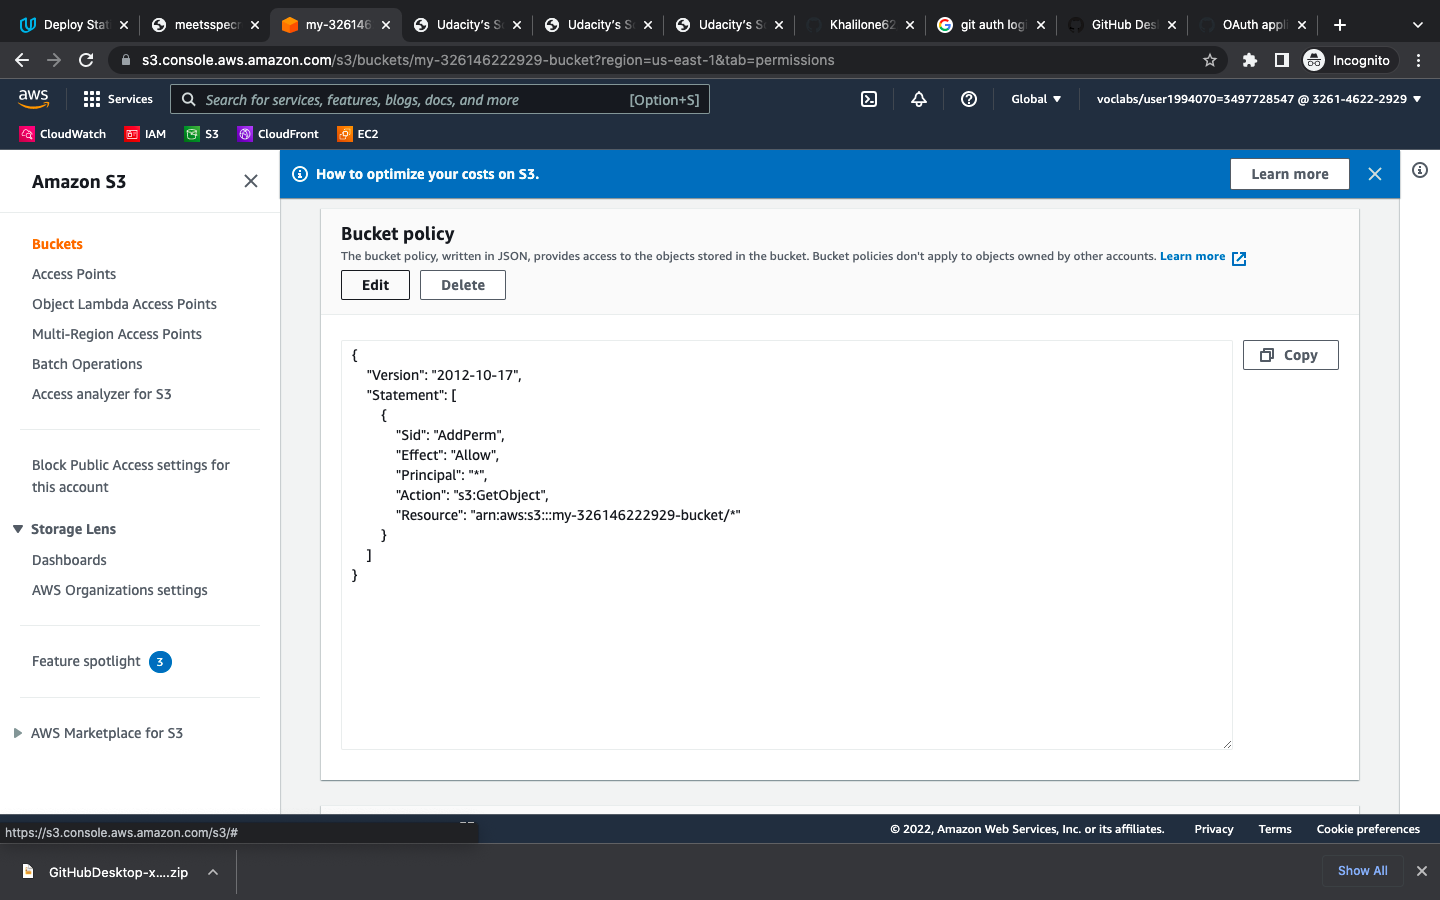 Deploy Stat
meetsspecr
my-326146
Udacity's S
Udacity's S
Udacity's S
Khalilone62
git auth logi
GitHub Des
OAuth appli
s3.console.aws.amazon.com/s3/buckets/my-326146222929-bucket?region=us-east-1&tab=permissions
Incognito
aws
Services
Search for services, features, blogs, docs, and more
[Option+S]
Global
voclabs/user1994070=3497728547 @ 3261-4622-2929
CloudWatch
IAM
S3
CloudFront
EC2
Amazon S3
Buckets
Access Points
Object Lambda Access Points
Multi-Region Access Points
Batch Operations
Access analyzer for S3
Block Public Access settings for
this account
Storage Lens
Dashboards
AWS Organizations settings
Feature spotlight 3
AWS Marketplace for S3
How to optimize your costs on S3.
Learn more
Bucket policy
The bucket policy, written in JSON, provides access to the objects stored in the bucket. Bucket policies don't apply to objects owned by other accounts. Learn more
Edit
Delete
Copy
{
"Version": "2012-10-17",
"Statement": [
{
"Sid": "AddPerm",
"Effect": "Allow",
"Principal": "*",
"Action": "s3:GetObject",
"Resource": "arn:aws:s3:::my-326146222929-bucket/*"
}
]
}
https://s3.console.aws.amazon.com/s3/#
© 2022, Amazon Web Services, Inc. or its affiliates.
Privacy
Terms
Cookie preferences
GitHubDesktop-x....zip
Show All